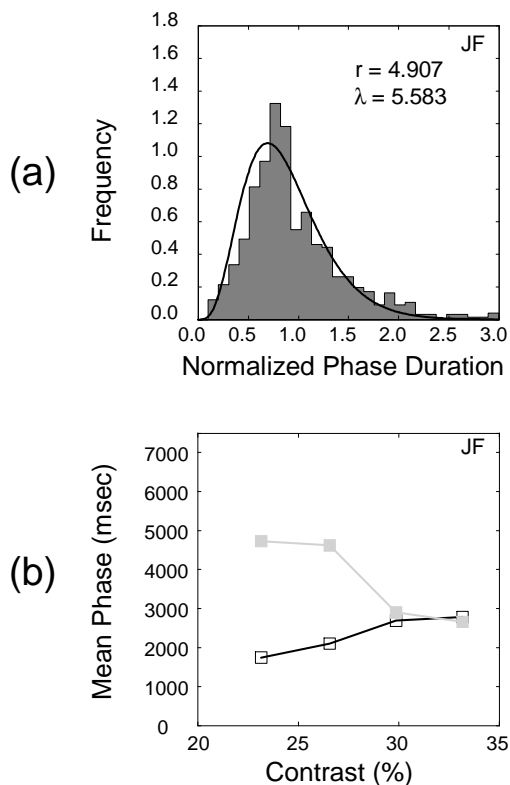 (a)
JF
r = 4.907
λ = 5.583
Frequency
1.8
1.6
1.4
1.2
1.0
0.8
0.6
0.4
0.2
0.0
0.0 0.5 1.0 1.5 2.0 2.5 3.0
Normalized Phase Duration
(b)
JF
Mean Phase (msec)
7000
6000
5000
4000
3000
2000
1000
0
20 25 30 35
Contrast (%)